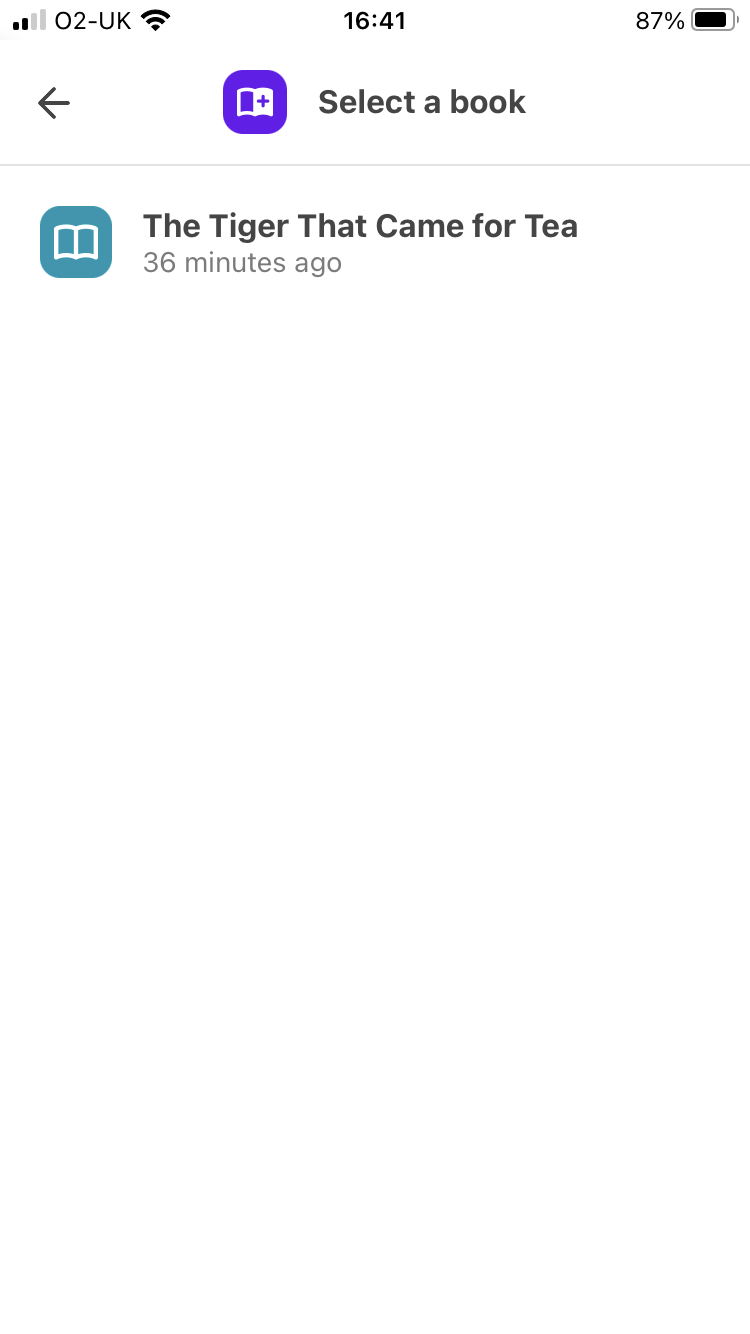 O2-UK 16:41 87%
Select a book
The Tiger That Came for Tea
36 minutes ago